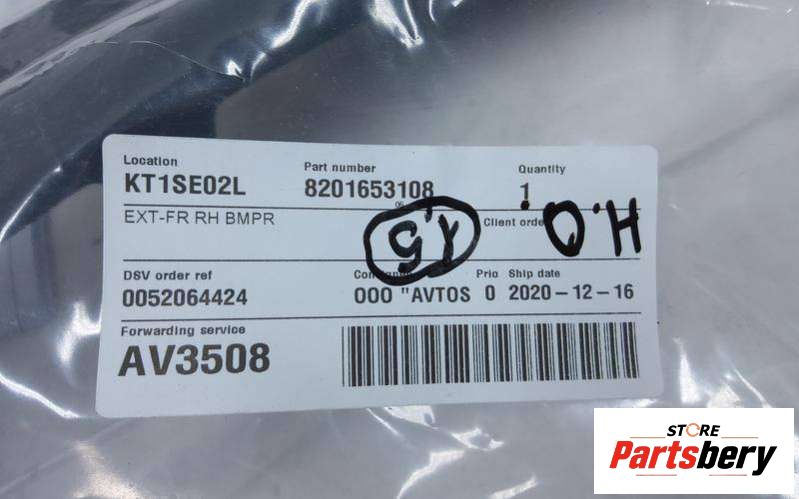 Location Part number Quantity
KT1SE02L 8201653108 1
EXT-FR RH BMPR Client order
DSV order ref Prio Ship date
0052064424 OOO "AVTOS 0 2020-12-16
Forwarding service
AV3508
STORE
Partsbery